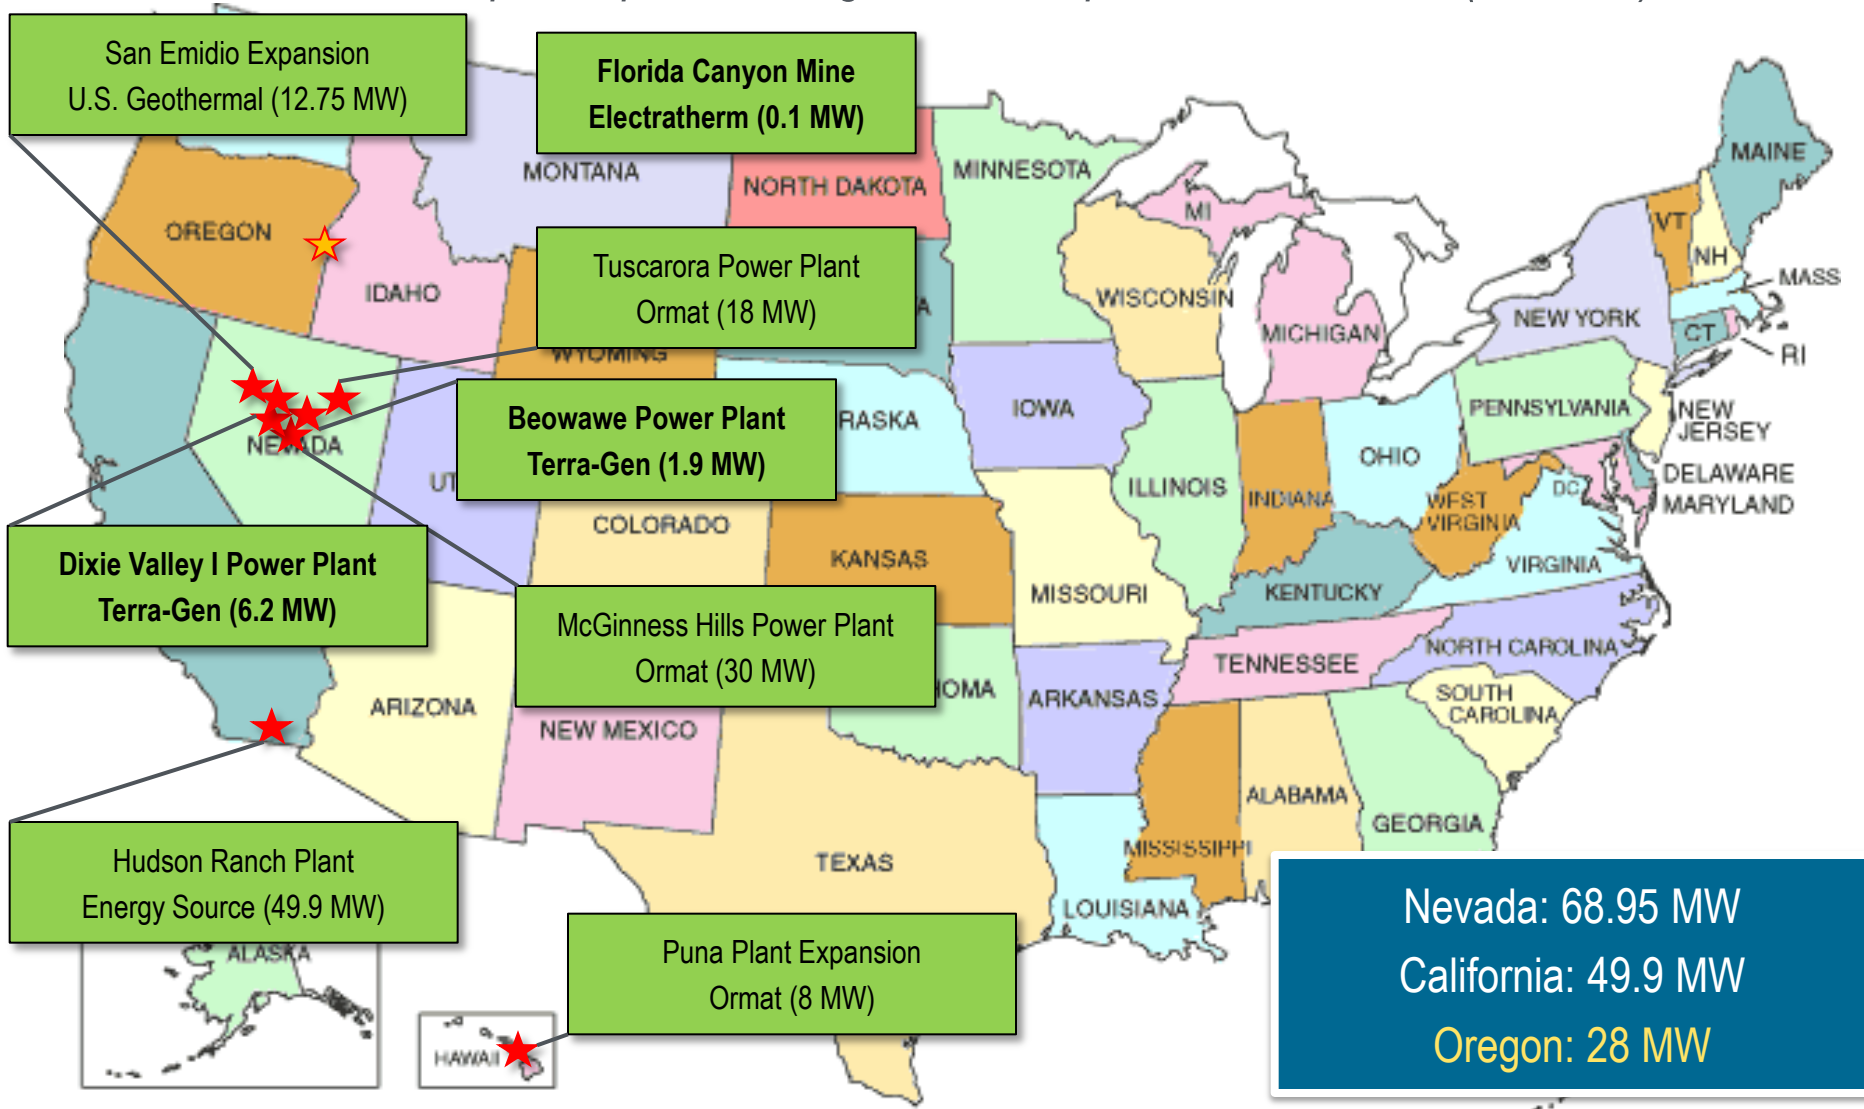 San Emidio Expansion
U.S. Geothermal (12.75 MW)
Florida Canyon Mine
Electratherm (0.1 MW)
MONTANA
NORTH DAKOTA
MINNESOTA
MAINE
OREGON
IDAHO
MI
VT
NH
MASS
Tuscarora Power Plant
Ormat (18 MW)
A
WISCONSIN
MICHIGAN
NEW YORK
CT
RI
WYOMING
Beowawe Power Plant
Terra-Gen (1.9 MW)
RASKA
IOWA
PENNSYLVANIA
NEW
JERSEY
NEVADA
UT
ILLINOIS
INDIANA
OHIO
WEST
VIRGINIA
DC
DELAWARE
MARYLAND
COLORADO
KANSAS
MISSOURI
KENTUCKY
VIRGINIA
Dixie Valley I Power Plant
Terra-Gen (6.2 MW)
McGinness Hills Power Plant
Ormat (30 MW)
TENNESSEE
NORTH CAROLINA
ARIZONA
NEW MEXICO
HOMA
ARKANSAS
SOUTH
CAROLINA
MISSISSIPPI
ALABAMA
GEORGIA
Hudson Ranch Plant
Energy Source (49.9 MW)
TEXAS
LOUISIANA
ALASKA
Puna Plant Expansion
Ormat (8 MW)
HAWAII
Nevada: 68.95 MW
California: 49.9 MW
Oregon: 28 MW